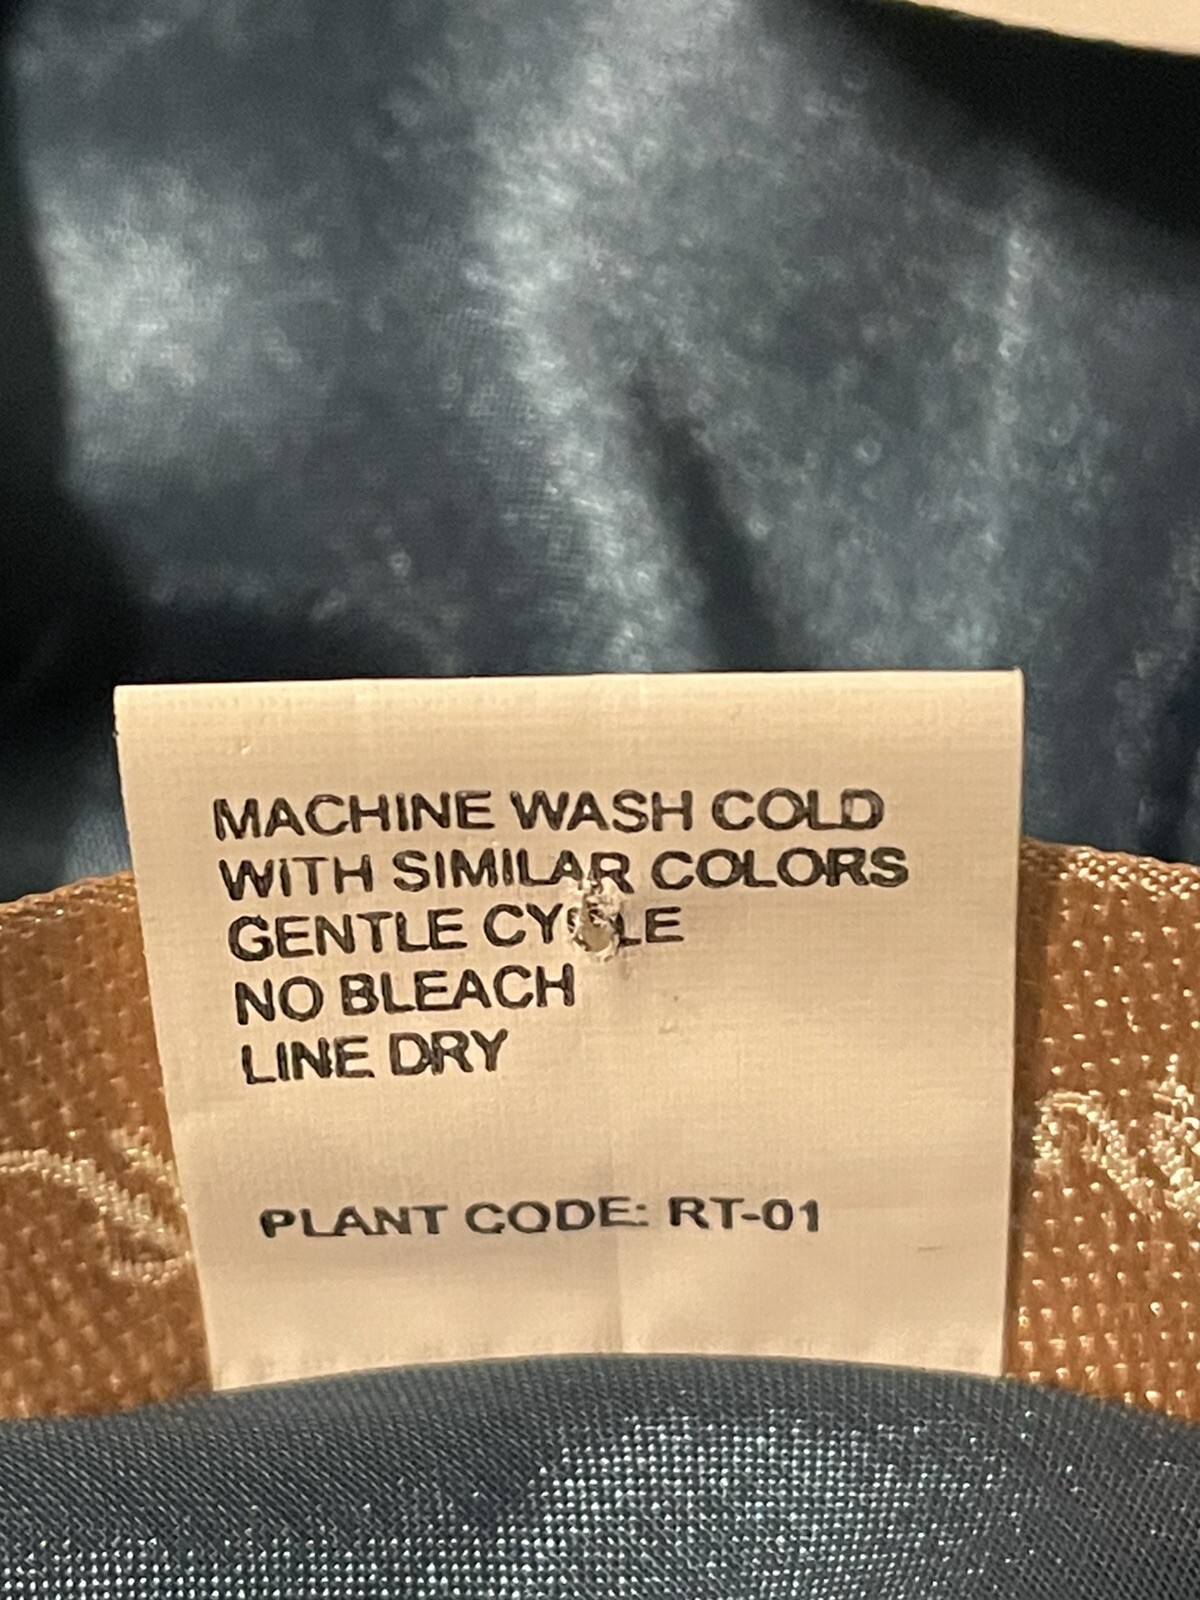 MACHINE WASH COLD
WITH SIMILAR COLORS
GENTLE CYCLE
NO BLEACH
LINE DRY
PLANT CODE: RT-01